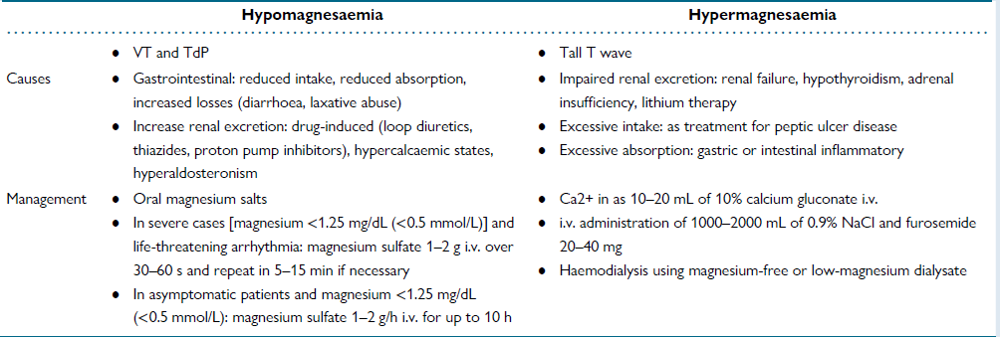 Hypomagnesaemia Hypermagnesaemia
● VT and TdP
● Tall T wave
Causes
● Gastrointestinal: reduced intake, reduced absorption,
increased losses (diarrhoea, laxative abuse)
● Increase renal excretion: drug-induced (loop diuretics,
thiazides, proton pump inhibitors), hypercalcaemic states,
hyperaldosteronism
● Impaired renal excretion: renal failure, hypothyroidism, adrenal
insufficiency, lithium therapy
● Excessive intake: as treatment for peptic ulcer disease
● Excessive absorption: gastric or intestinal inflammatory
Management
● Oral magnesium salts
● In severe cases [magnesium <1.25 mg/dL (<0.5 mmol/L)] and
life-threatening arrhythmia: magnesium sulfate 1–2 g i.v. over
30–60 s and repeat in 5–15 min if necessary
● In asymptomatic patients and magnesium <1.25 mg/dL
(<0.5 mmol/L): magnesium sulfate 1–2 g/h i.v. for up to 10 h
● Ca2+ in as 10–20 mL of 10% calcium gluconate i.v.
● i.v. administration of 1000–2000 mL of 0.9% NaCl and furosemide
20–40 mg
● Haemodialysis using magnesium-free or low-magnesium dialysate